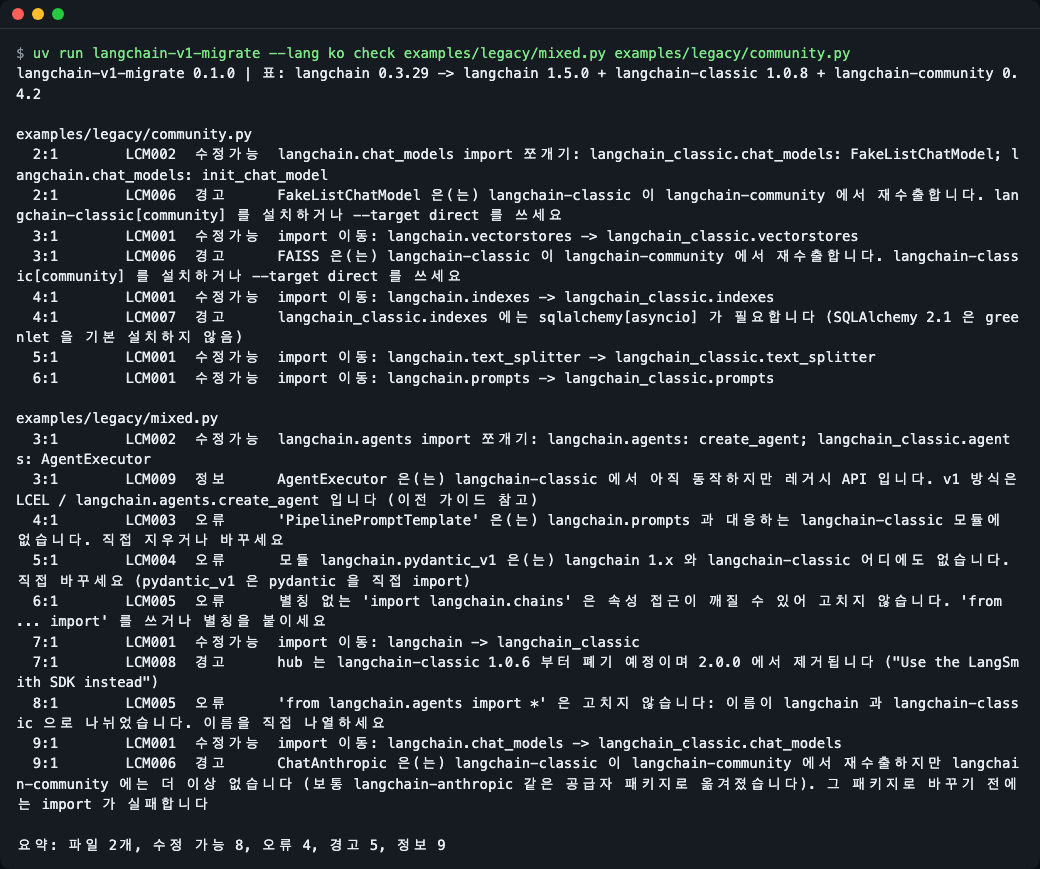 $ uv run langchain-v1-migrate --lang ko check examples/legacy/mixed.py examples/legacy/community.py
langchain-v1-migrate 0.1.0 | 표: langchain 0.3.29 -> langchain 1.5.0 + langchain-classic 1.0.8 + langchain-community 0.
4.2
examples/legacy/community.py
2:1 LCM002 수정가능 langchain.chat_models import 쪼개기: langchain_classic.chat_models: FakeListChatModel; l
angchain.chat_models: init_chat_model
2:1 LCM006 경고 FakeListChatModel 은(는) langchain-classic 이 langchain-community 에서 재수출합니다. lan
gchain-classic[community] 를 설치하거나 --target direct 를 쓰세요
3:1 LCM001 수정가능 import 이동: langchain.vectorstores -> langchain_classic.vectorstores
3:1 LCM006 경고 FAISS 은(는) langchain-classic 이 langchain-community 에서 재수출합니다. langchain-class
ic[community] 를 설치하거나 --target direct 를 쓰세요
4:1 LCM001 수정가능 import 이동: langchain.indexes -> langchain_classic.indexes
4:1 LCM007 경고 langchain_classic.indexes 에는 sqlalchemy[asyncio] 가 필요합니다 (SQLAlchemy 2.1 은 gree
nlet 을 기본 설치하지 않음)
5:1 LCM001 수정가능 import 이동: langchain.text_splitter -> langchain_classic.text_splitter
6:1 LCM001 수정가능 import 이동: langchain.prompts -> langchain_classic.prompts
examples/legacy/mixed.py
3:1 LCM002 수정가능 langchain.agents import 쪼개기: langchain.agents: create_agent; langchain_classic.agent
s: AgentExecutor
3:1 LCM009 정보 AgentExecutor 은(는) langchain-classic 에서 아직 동작하지만 레거시 API 입니다. v1 방식은
LCEL / langchain.agents.create_agent 입니다 (이전 가이드 참고)
4:1 LCM003 오류 'PipelinePromptTemplate' 은(는) langchain.prompts 과 대응하는 langchain-classic 모듈에
없습니다. 직접 지우거나 바꾸세요
5:1 LCM004 오류 모듈 langchain.pydantic_v1 은(는) langchain 1.x 와 langchain-classic 어디에도 없습니다.
직접 바꾸세요 (pydantic_v1 은 pydantic 을 직접 import)
6:1 LCM005 오류 별칭 없는 'import langchain.chains' 은 속성 접근이 깨질 수 있어 고치지 않습니다. 'from
... import' 를 쓰거나 별칭을 붙이세요
7:1 LCM001 수정가능 import 이동: langchain -> langchain_classic
7:1 LCM008 경고 hub 는 langchain-classic 1.0.6 부터 폐기 예정이며 2.0.0 에서 제거됩니다 ("Use the LangSm
ith SDK instead")
8:1 LCM005 오류 'from langchain.agents import *' 은 고치지 않습니다: 이름이 langchain 과 langchain-class
ic 으로 나뉘었습니다. 이름을 직접 나열하세요
9:1 LCM001 수정가능 import 이동: langchain.chat_models -> langchain_classic.chat_models
9:1 LCM006 경고 ChatAnthropic 은(는) langchain-classic 이 langchain-community 에서 재수출하지만 langchai
n-community 에는 더 이상 없습니다 (보통 langchain-anthropic 같은 공급자 패키지로 옮겨졌습니다). 그 패키지로 바꾸기 전에
는 import 가 실패합니다
요약: 파일 2개, 수정 가능 8, 오류 4, 경고 5, 정보 9